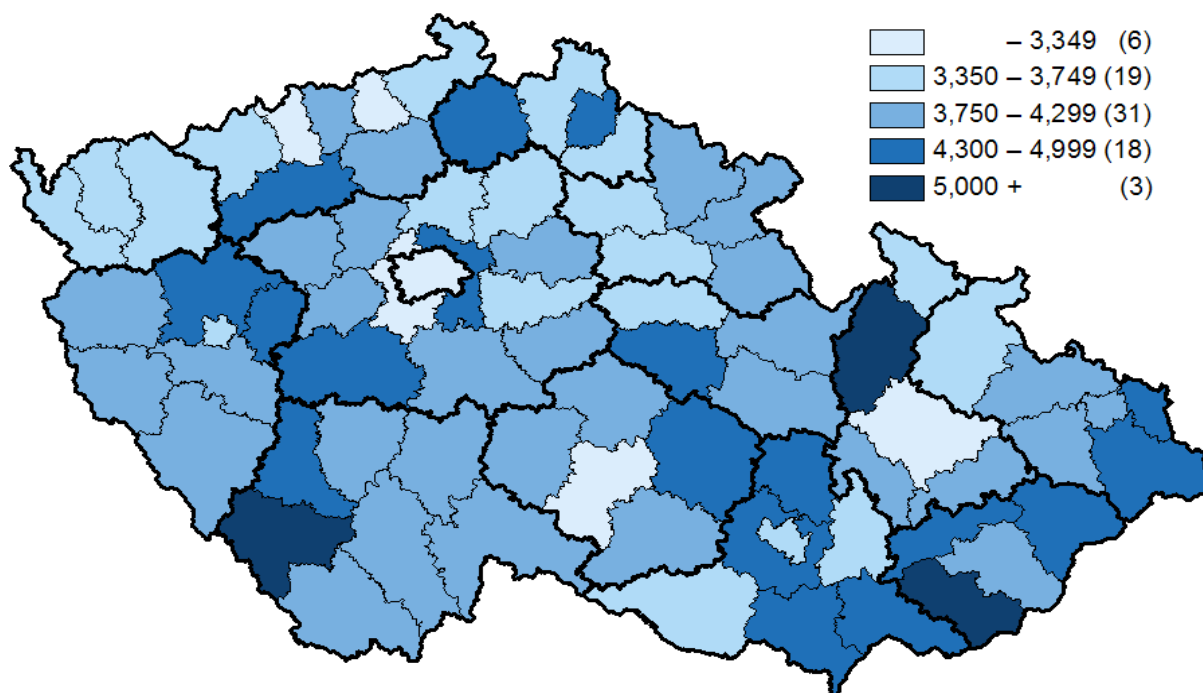 – 3,349 (6)
3,350 – 3,749 (19)
3,750 – 4,299 (31)
4,300 – 4,999 (18)
5,000 + (3)